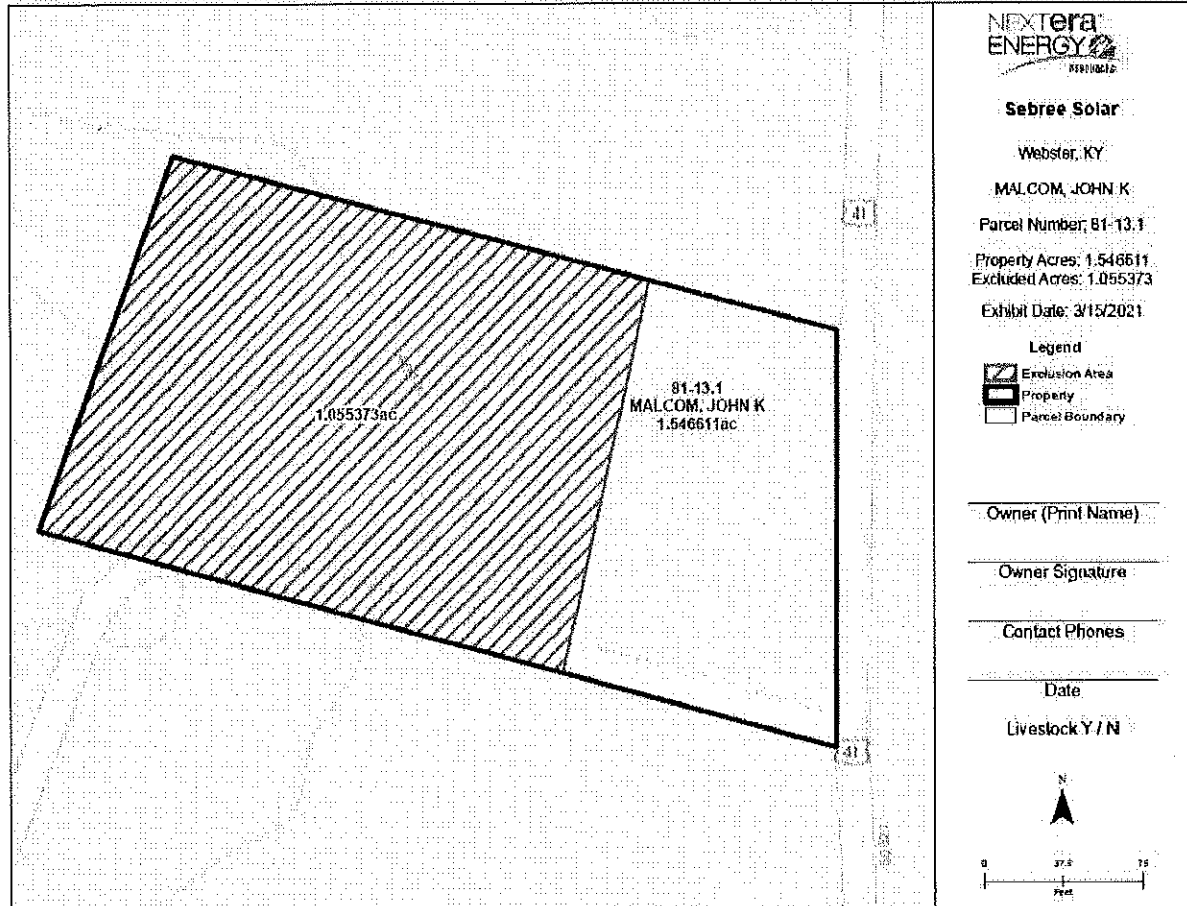 41
1.055373ac
81-13.1
MALCOM, JOHN K
1.546611ac
41
NEXTera
ENERGY
RESOURCES
Sebree Solar
Webster, KY
MALCOM, JOHN K
Parcel Number: 81-13.1
Property Acres: 1.546611
Excluded Acres: 1.055373
Exhibit Date: 3/15/2021
Legend
Exclusion Area
Property
Parcel Boundary
Owner (Print Name)
Owner Signature
Contact Phones
Date
Livestock Y / N
N
0 37.5 75
Feet